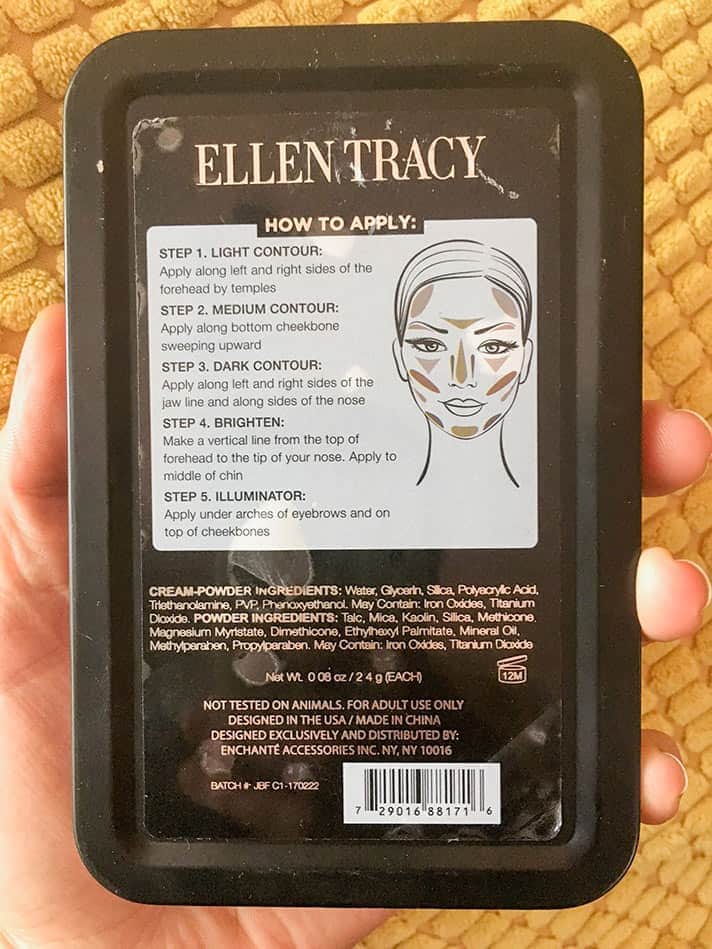 ELLEN TRACY
HOW TO APPLY:
STEP 1. LIGHT CONTOUR:
Apply along left and right sides of the
forehead by temples
STEP 2. MEDIUM CONTOUR:
Apply along bottom cheekbone
sweeping upward
STEP 3. DARK CONTOUR:
Apply along left and right sides of the
jaw line and along sides of the nose
STEP 4. BRIGHTEN:
Make a vertical line from the top of
forehead to the tip of your nose. Apply to
middle of chin
STEP 5. ILLUMINATOR:
Apply under arches of eyebrows and on
top of cheekbones
CREAM-POWDER INGREDIENTS: Water, Glycerin, Silica, Polyacrylic Acid,
Triethanolamine, PVP, Phenoxyethanol. May Contain: Iron Oxides, Titanium
Dioxide. POWDER INGREDIENTS: Talc, Mica, Kaolin, Silica, Methicone,
Magnesium Myristate, Dimethicone, Ethylhexyl Palmitate, Mineral Oil,
Methylparaben, Propylparaben. May Contain: Iron Oxides, Titanium Dioxide
Net Wt. 0.08 oz / 2.4 g (EACH)
12M
NOT TESTED ON ANIMALS. FOR ADULT USE ONLY
DESIGNED IN THE USA / MADE IN CHINA
DESIGNED EXCLUSIVELY AND DISTRIBUTED BY:
ENCHANTÉ ACCESSORIES INC. NY, NY 10016
BATCH #: JBF C1-170222
7 29016 88171 6